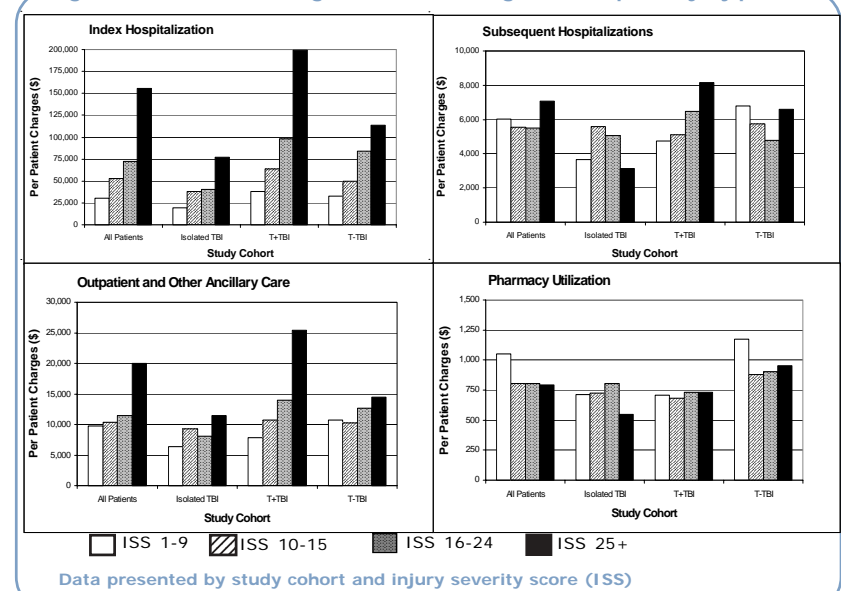 Index Hospitalization
Per Patient Charges ($)
200,000
175,000
150,000
125,000
100,000
75,000
50,000
25,000
0
All Patients
Isolated TBI
T+TBI
T-TBI
Study Cohort
Subsequent Hospitalizations
Per Patient Charges ($)
10,000
8,000
6,000
4,000
2,000
0
All Patients
Isolated TBI
T+TBI
T-TBI
Study Cohort
Outpatient and Other Ancillary Care
Per Patient Charges ($)
30,000
25,000
20,000
15,000
10,000
5,000
0
All Patients
Isolated TBI
T+TBI
T-TBI
Study Cohort
Pharmacy Utilization
Per Patient Charges ($)
1,500
1,250
1,000
750
500
250
0
All Patients
Isolated TBI
T+TBI
T-TBI
Study Cohort
ISS 1-9 ISS 10-15 ISS 16-24 ISS 25+
Data presented by study cohort and injury severity score (ISS)